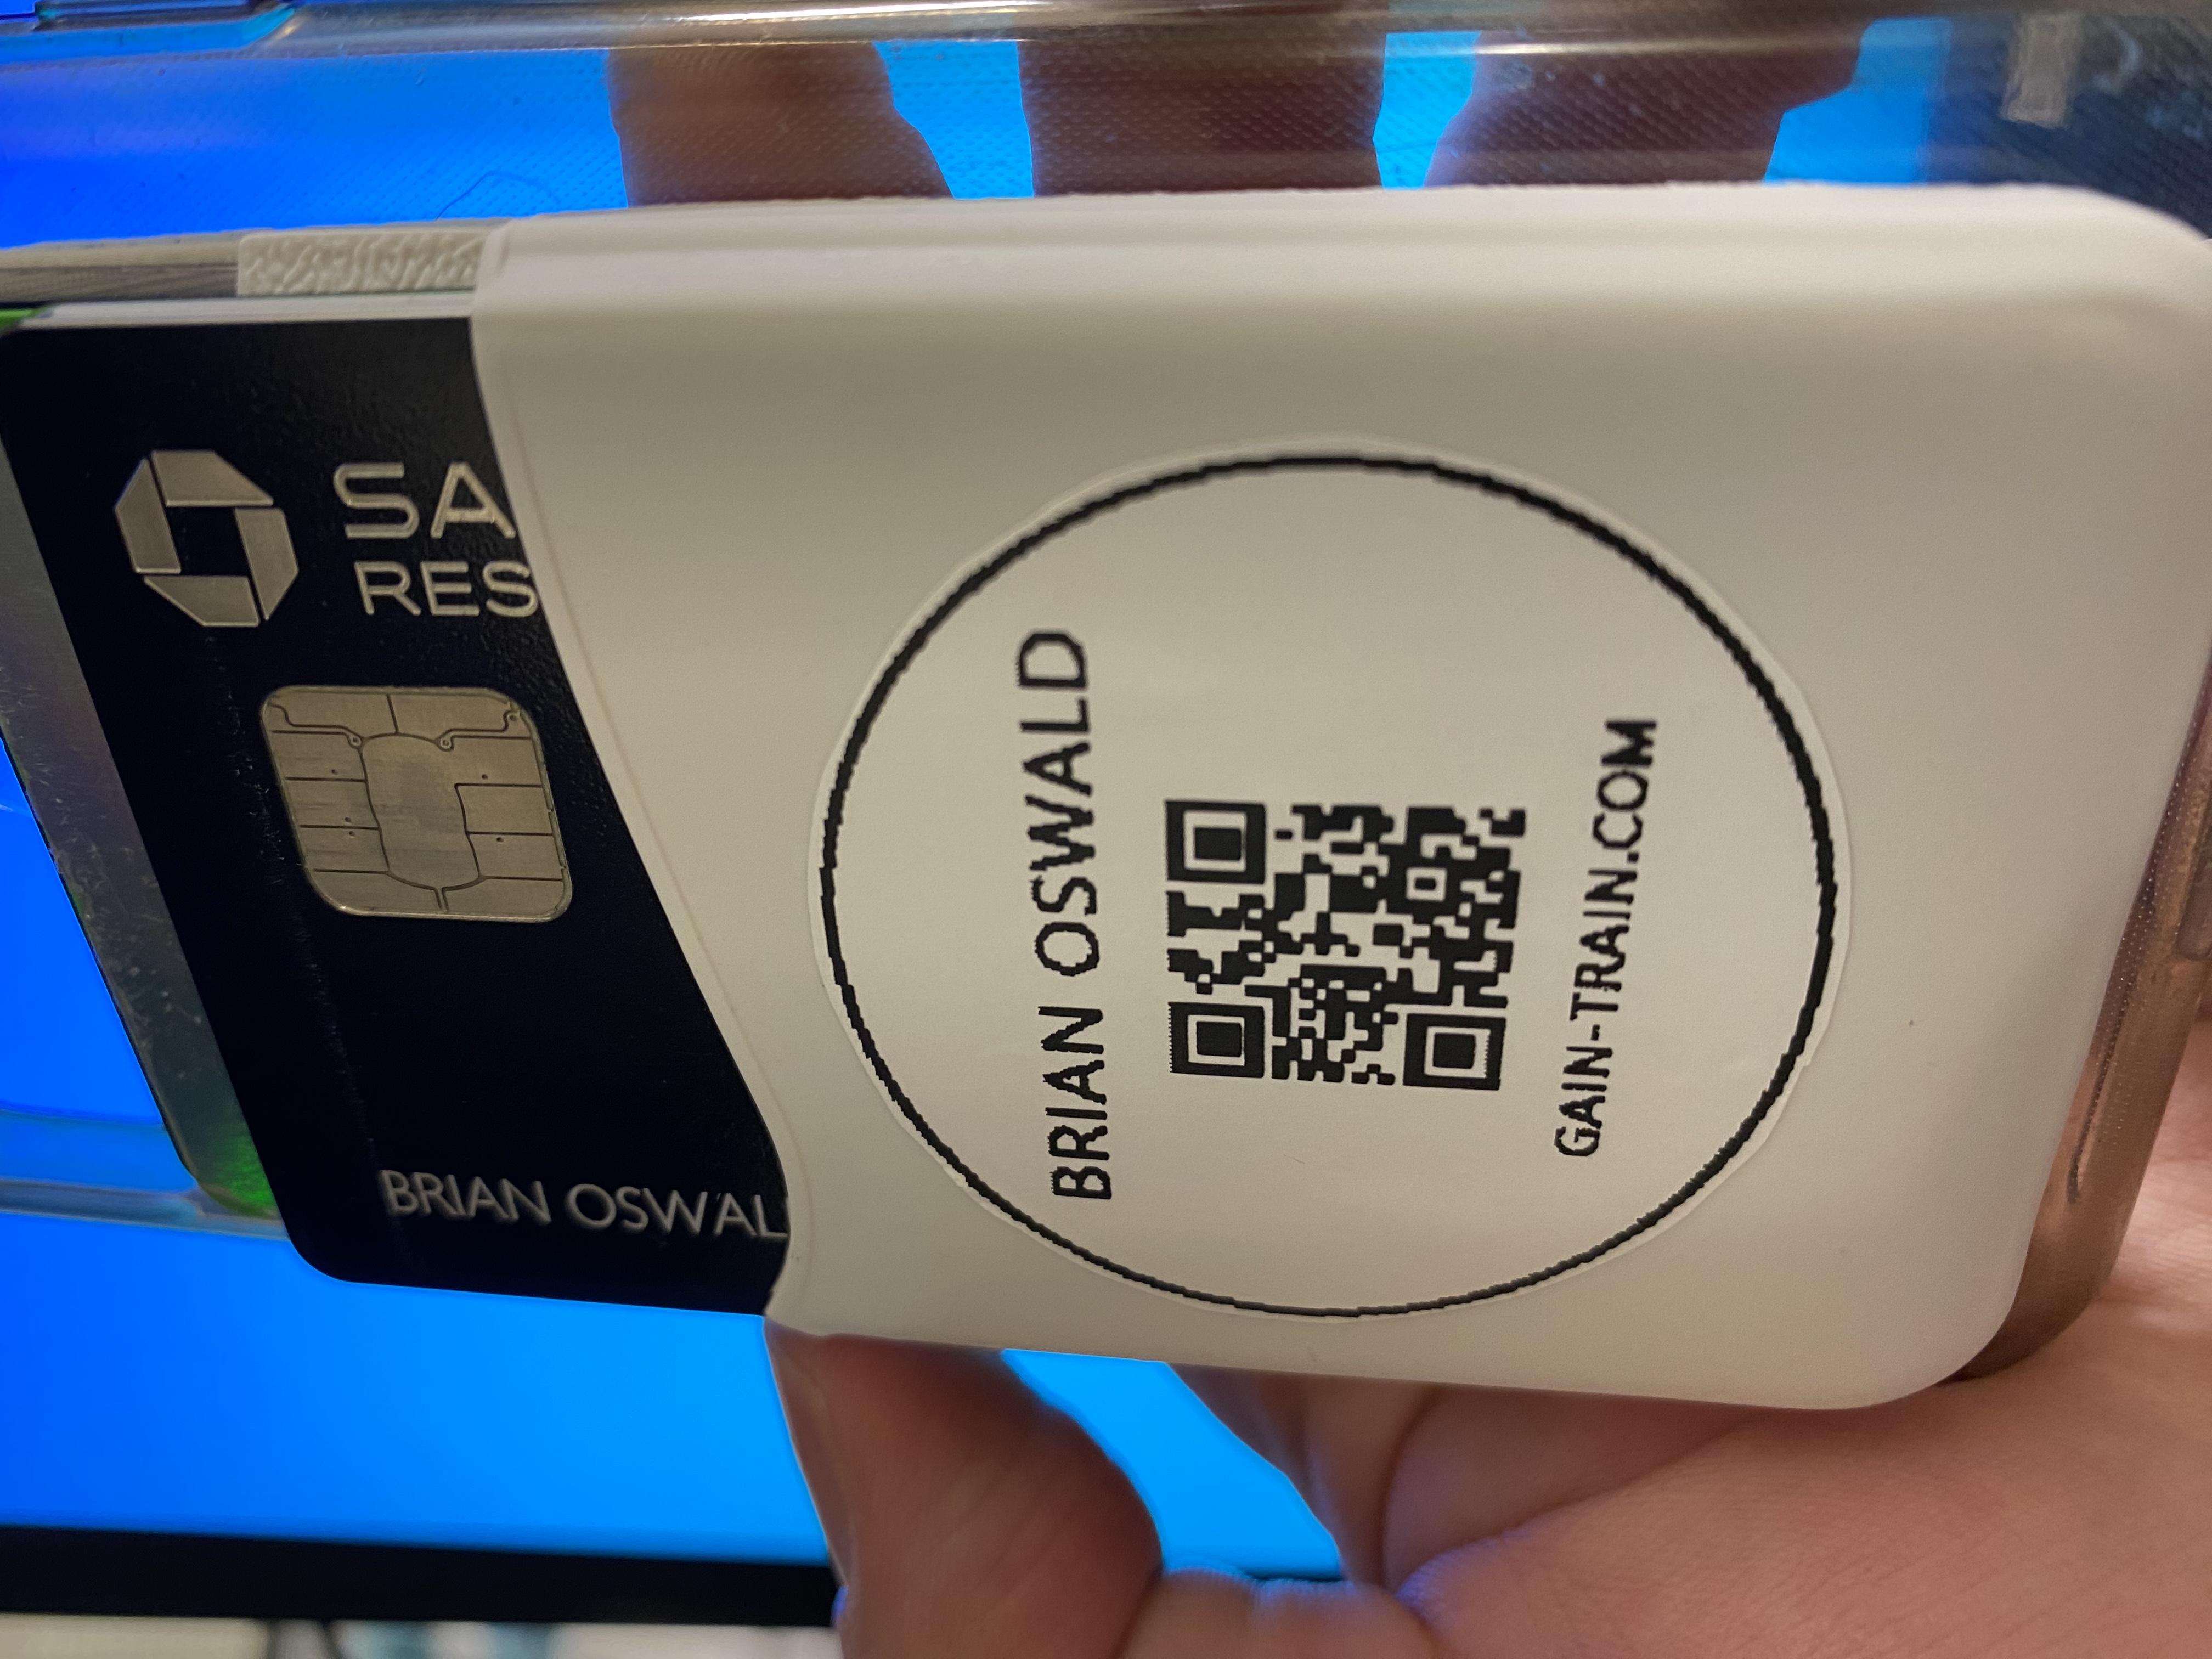 SA
RES
BRIAN OSWAL
BRIAN OSWALD
GAIN-TRAIN.COM